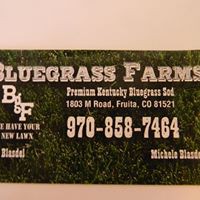 Bluegrass Farms
Premium Kentucky Bluegrass Sod
1803 M Road, Fruita, CO 81521
B&F
E HAVE YOUR
NEW LAWN
970-858-7464
Blasdel
Michele Blasde